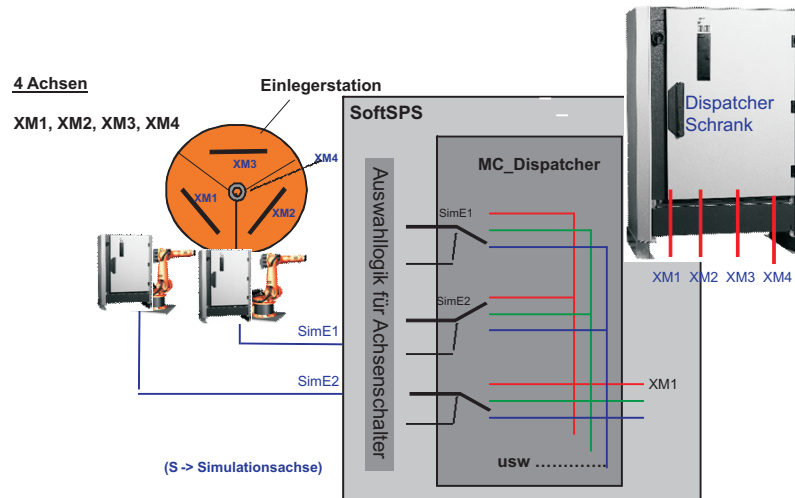 4 Achsen
XM1, XM2, XM3, XM4
Einlegerstation
XM3
XM4
XM1
XM2
SimE1
SimE2
(S -> Simulationsachse)
SoftSPS
Auswahllogik für Achsenschalter
MC_Dispatcher
SimE1
SimE2
XM1
usw .............
Dispatcher
Schrank
XM1 XM2 XM3 XM4